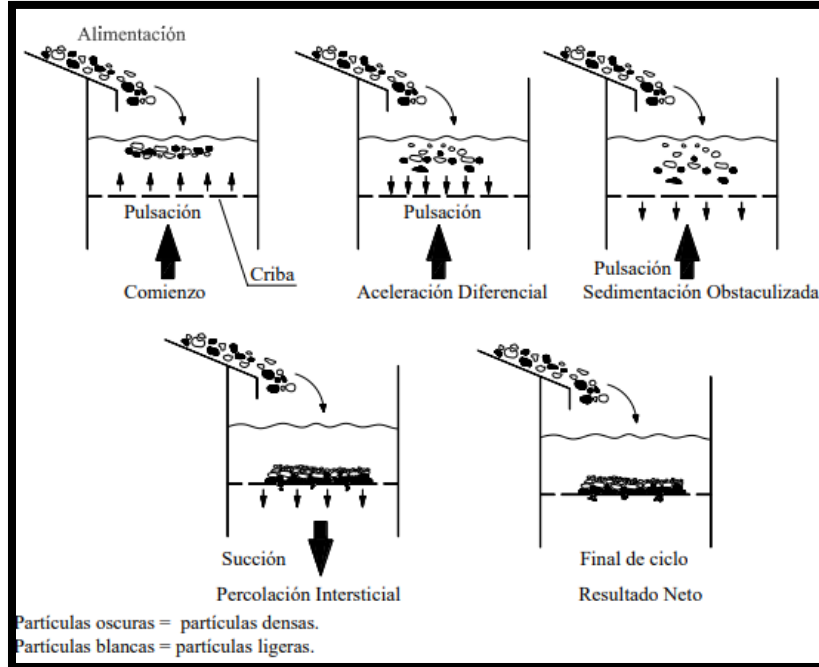 Alimentación
Pulsación
Criba
Comienzo
Pulsación
Aceleración Diferencial
Pulsación
Sedimentación Obstaculizada
Succión
Percolación Intersticial
Final de ciclo
Resultado Neto
Partículas oscuras = partículas densas.
Partículas blancas = partículas ligeras.